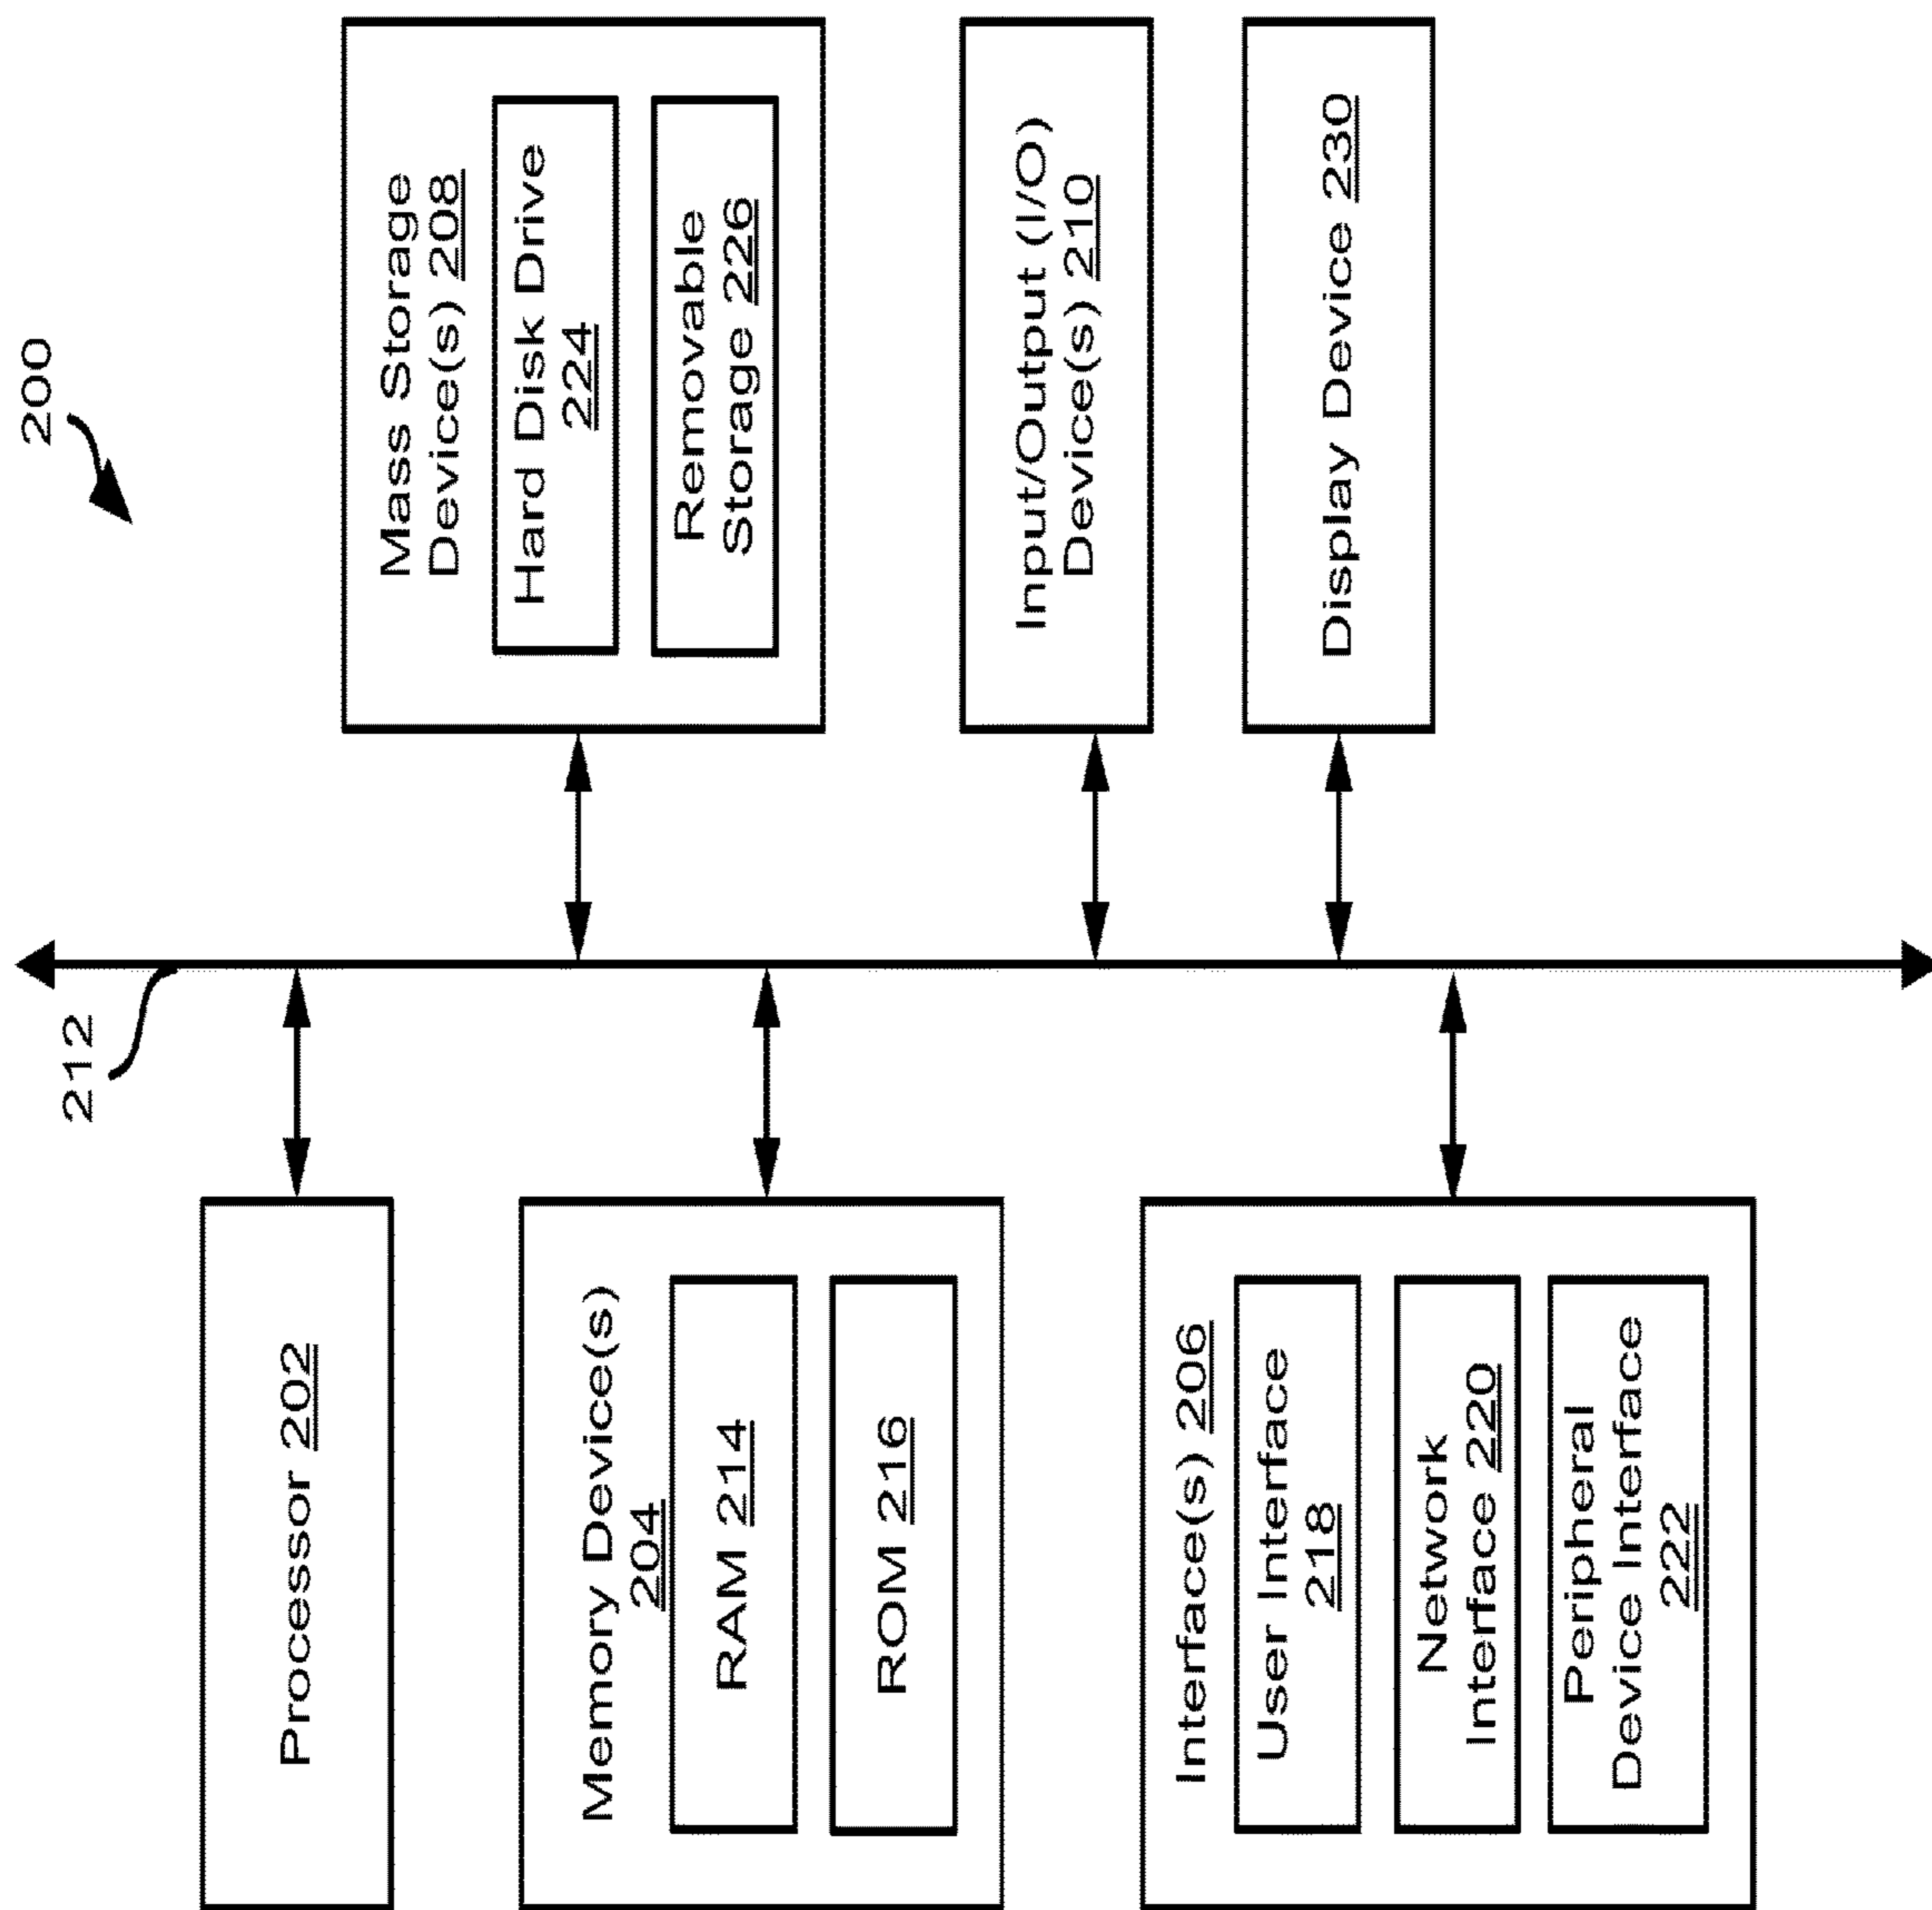 200
212
Processor 202
Memory Device(s)
204
RAM 214
ROM 216
Interface(s) 206
User Interface
218
Network
Interface 220
Peripheral
Device Interface
222
Mass Storage
Device(s) 208
Hard Disk Drive
224
Removable
Storage 226
Input/Output (I/O)
Device(s) 210
Display Device 230